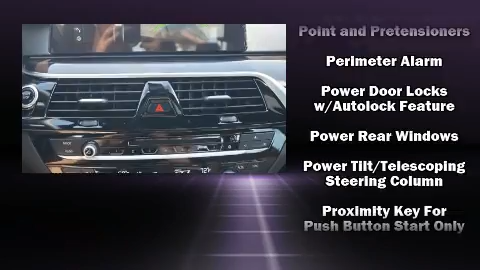 Point and Pretensioners
Perimeter Alarm
Power Door Locks
w/Autolock Feature
Power Rear Windows
Power Tilt/Telescoping
Steering Column
Proximity Key For
Push Button Start Only